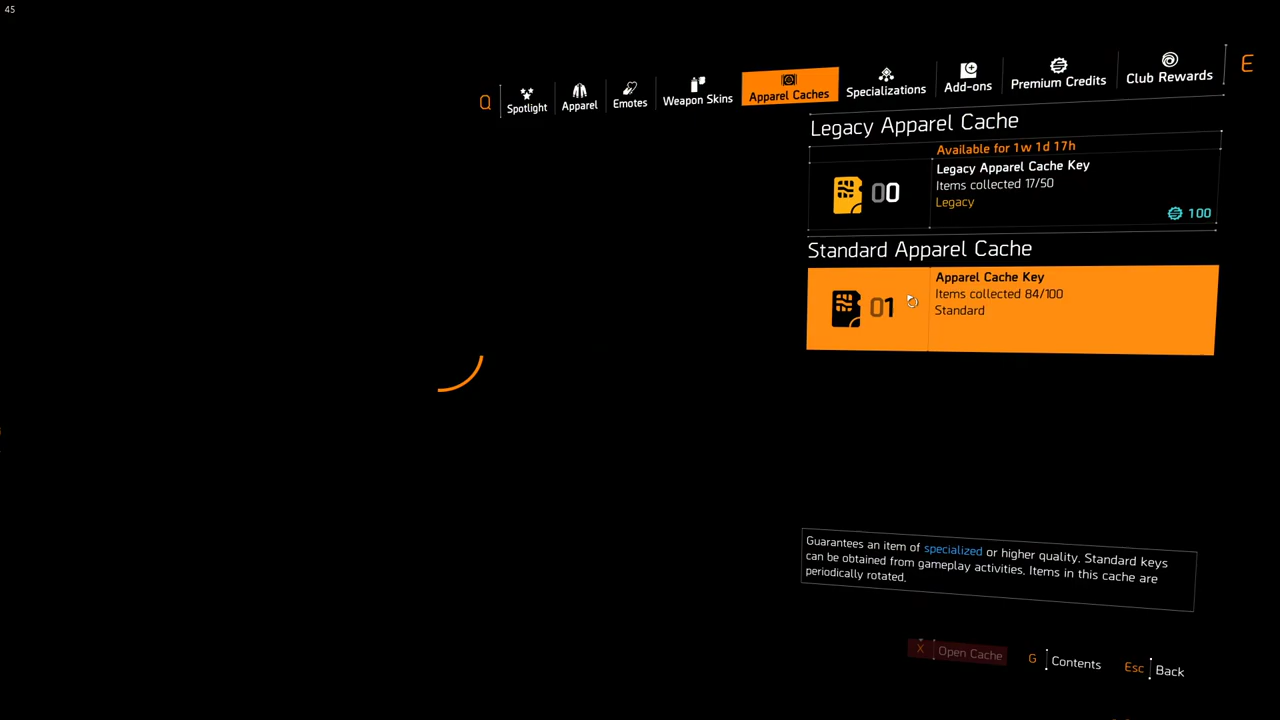 45
Q
Spotlight
Apparel
Emotes
Weapon Skins
Apparel Caches
Specializations
Add-ons
Premium Credits
Club Rewards
E
Legacy Apparel Cache
Available for 1w 1d 17h
00
Legacy Apparel Cache Key
Items collected 17/50
Legacy
100
Standard Apparel Cache
01
Apparel Cache Key
Items collected 84/100
Standard
Guarantees an item of specialized or higher quality. Standard keys
can be obtained from gameplay activities. Items in this cache are
periodically rotated.
X Open Cache
G Contents
Esc Back